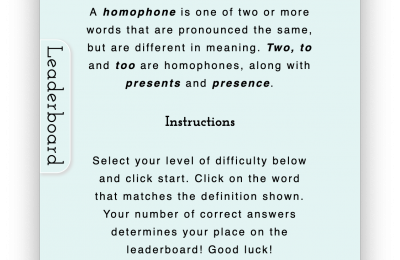 A homophone is one of two or more
words that are pronounced the same,
but are different in meaning. Two, to
and too are homophones, along with
presents and presence.
Leaderboard
Instructions
Select your level of difficulty below
and click start. Click on the word
that matches the definition shown.
Your number of correct answers
determines your place on the
leaderboard! Good luck!